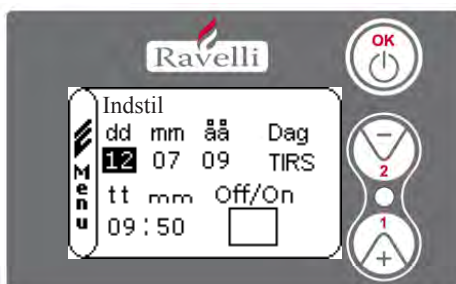 Ravelli
OK
Indstil
dd mm åå Dag
12 07 09 TIRS
tt mm Off/On
09:50
Menu
−
2
1
+